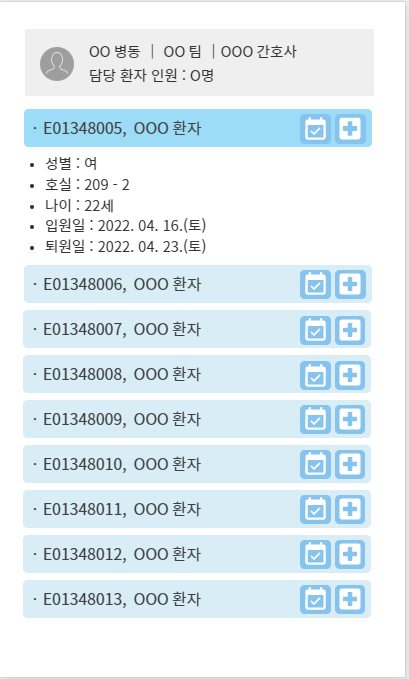 OO 병동 | OO 팀 | OOO 간호사
담당 환자 인원 : O명
· E01348005, OOO 환자
• 성별 : 여
• 호실 : 209 - 2
• 나이 : 22세
• 입원일 : 2022. 04. 16.(토)
• 퇴원일 : 2022. 04. 23.(토)
· E01348006, OOO 환자
· E01348007, OOO 환자
· E01348008, OOO 환자
· E01348009, OOO 환자
· E01348010, OOO 환자
· E01348011, OOO 환자
· E01348012, OOO 환자
· E01348013, OOO 환자